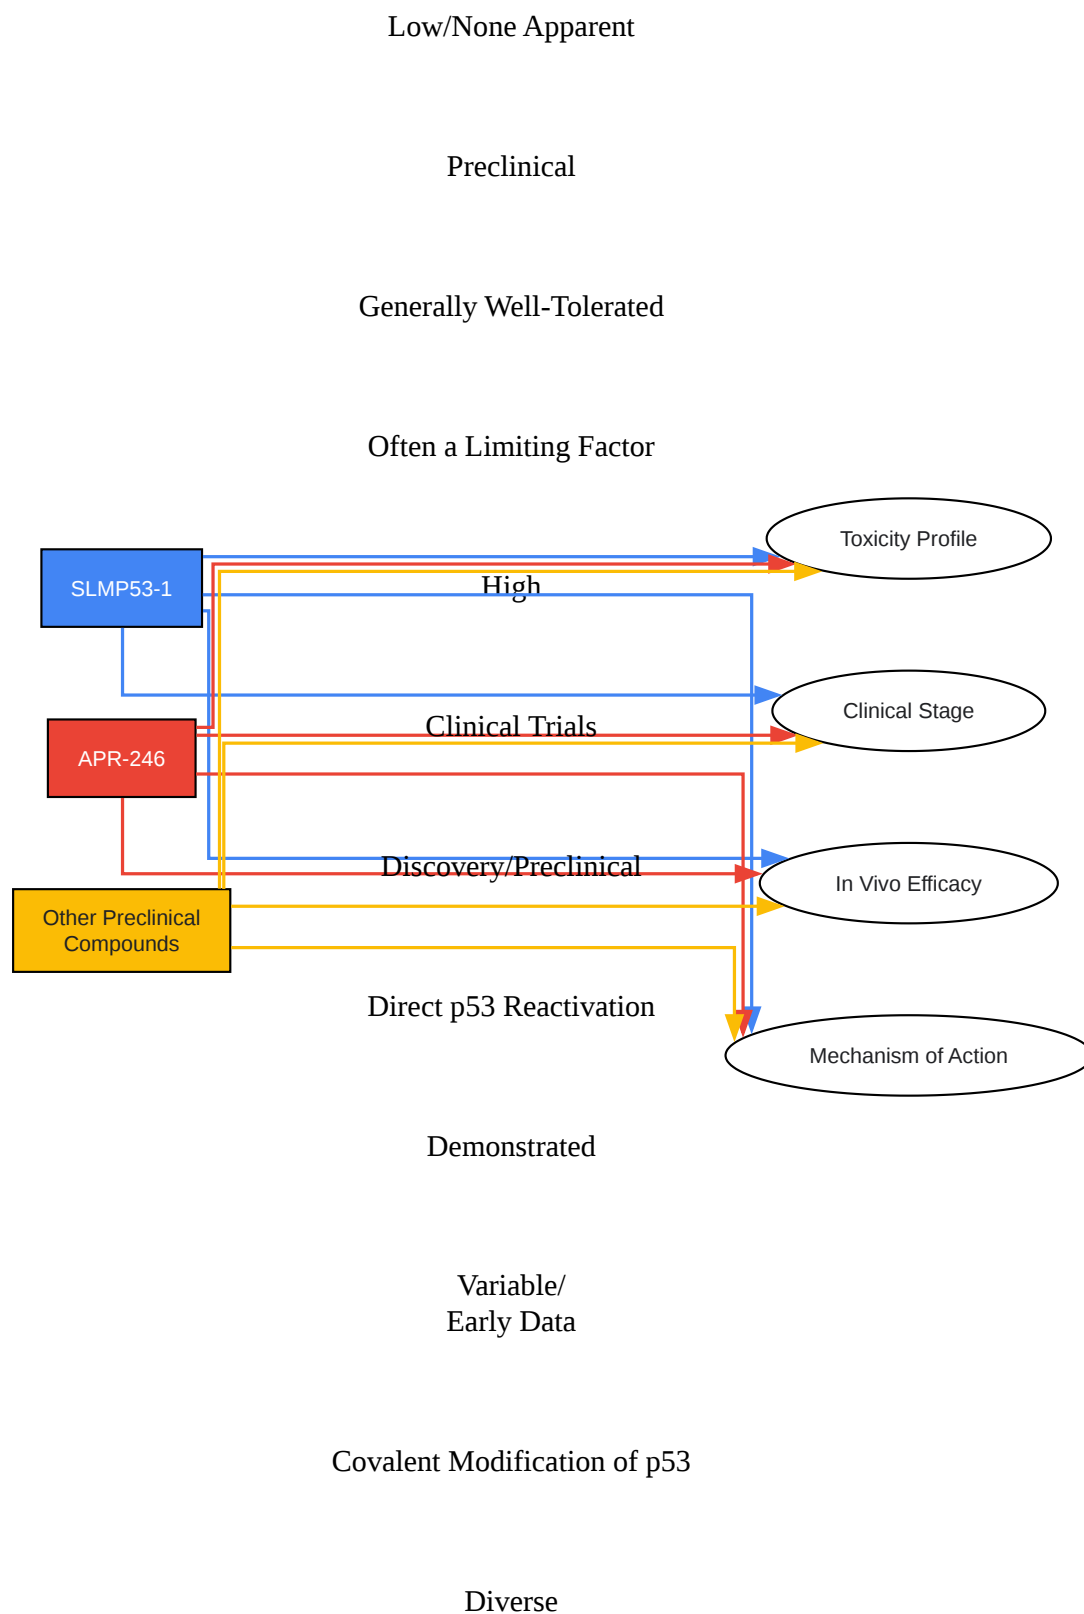 Low/None Apparent
Preclinical
Generally Well-Tolerated
Often a Limiting Factor
Toxicity Profile
SLMP53-1
High
Clinical Stage
Clinical Trials
APR-246
Discovery/Preclinical
In Vivo Efficacy
Other Preclinical
Compounds
Direct p53 Reactivation
Mechanism of Action
Demonstrated
Variable/
Early Data
Covalent Modification of p53
Diverse